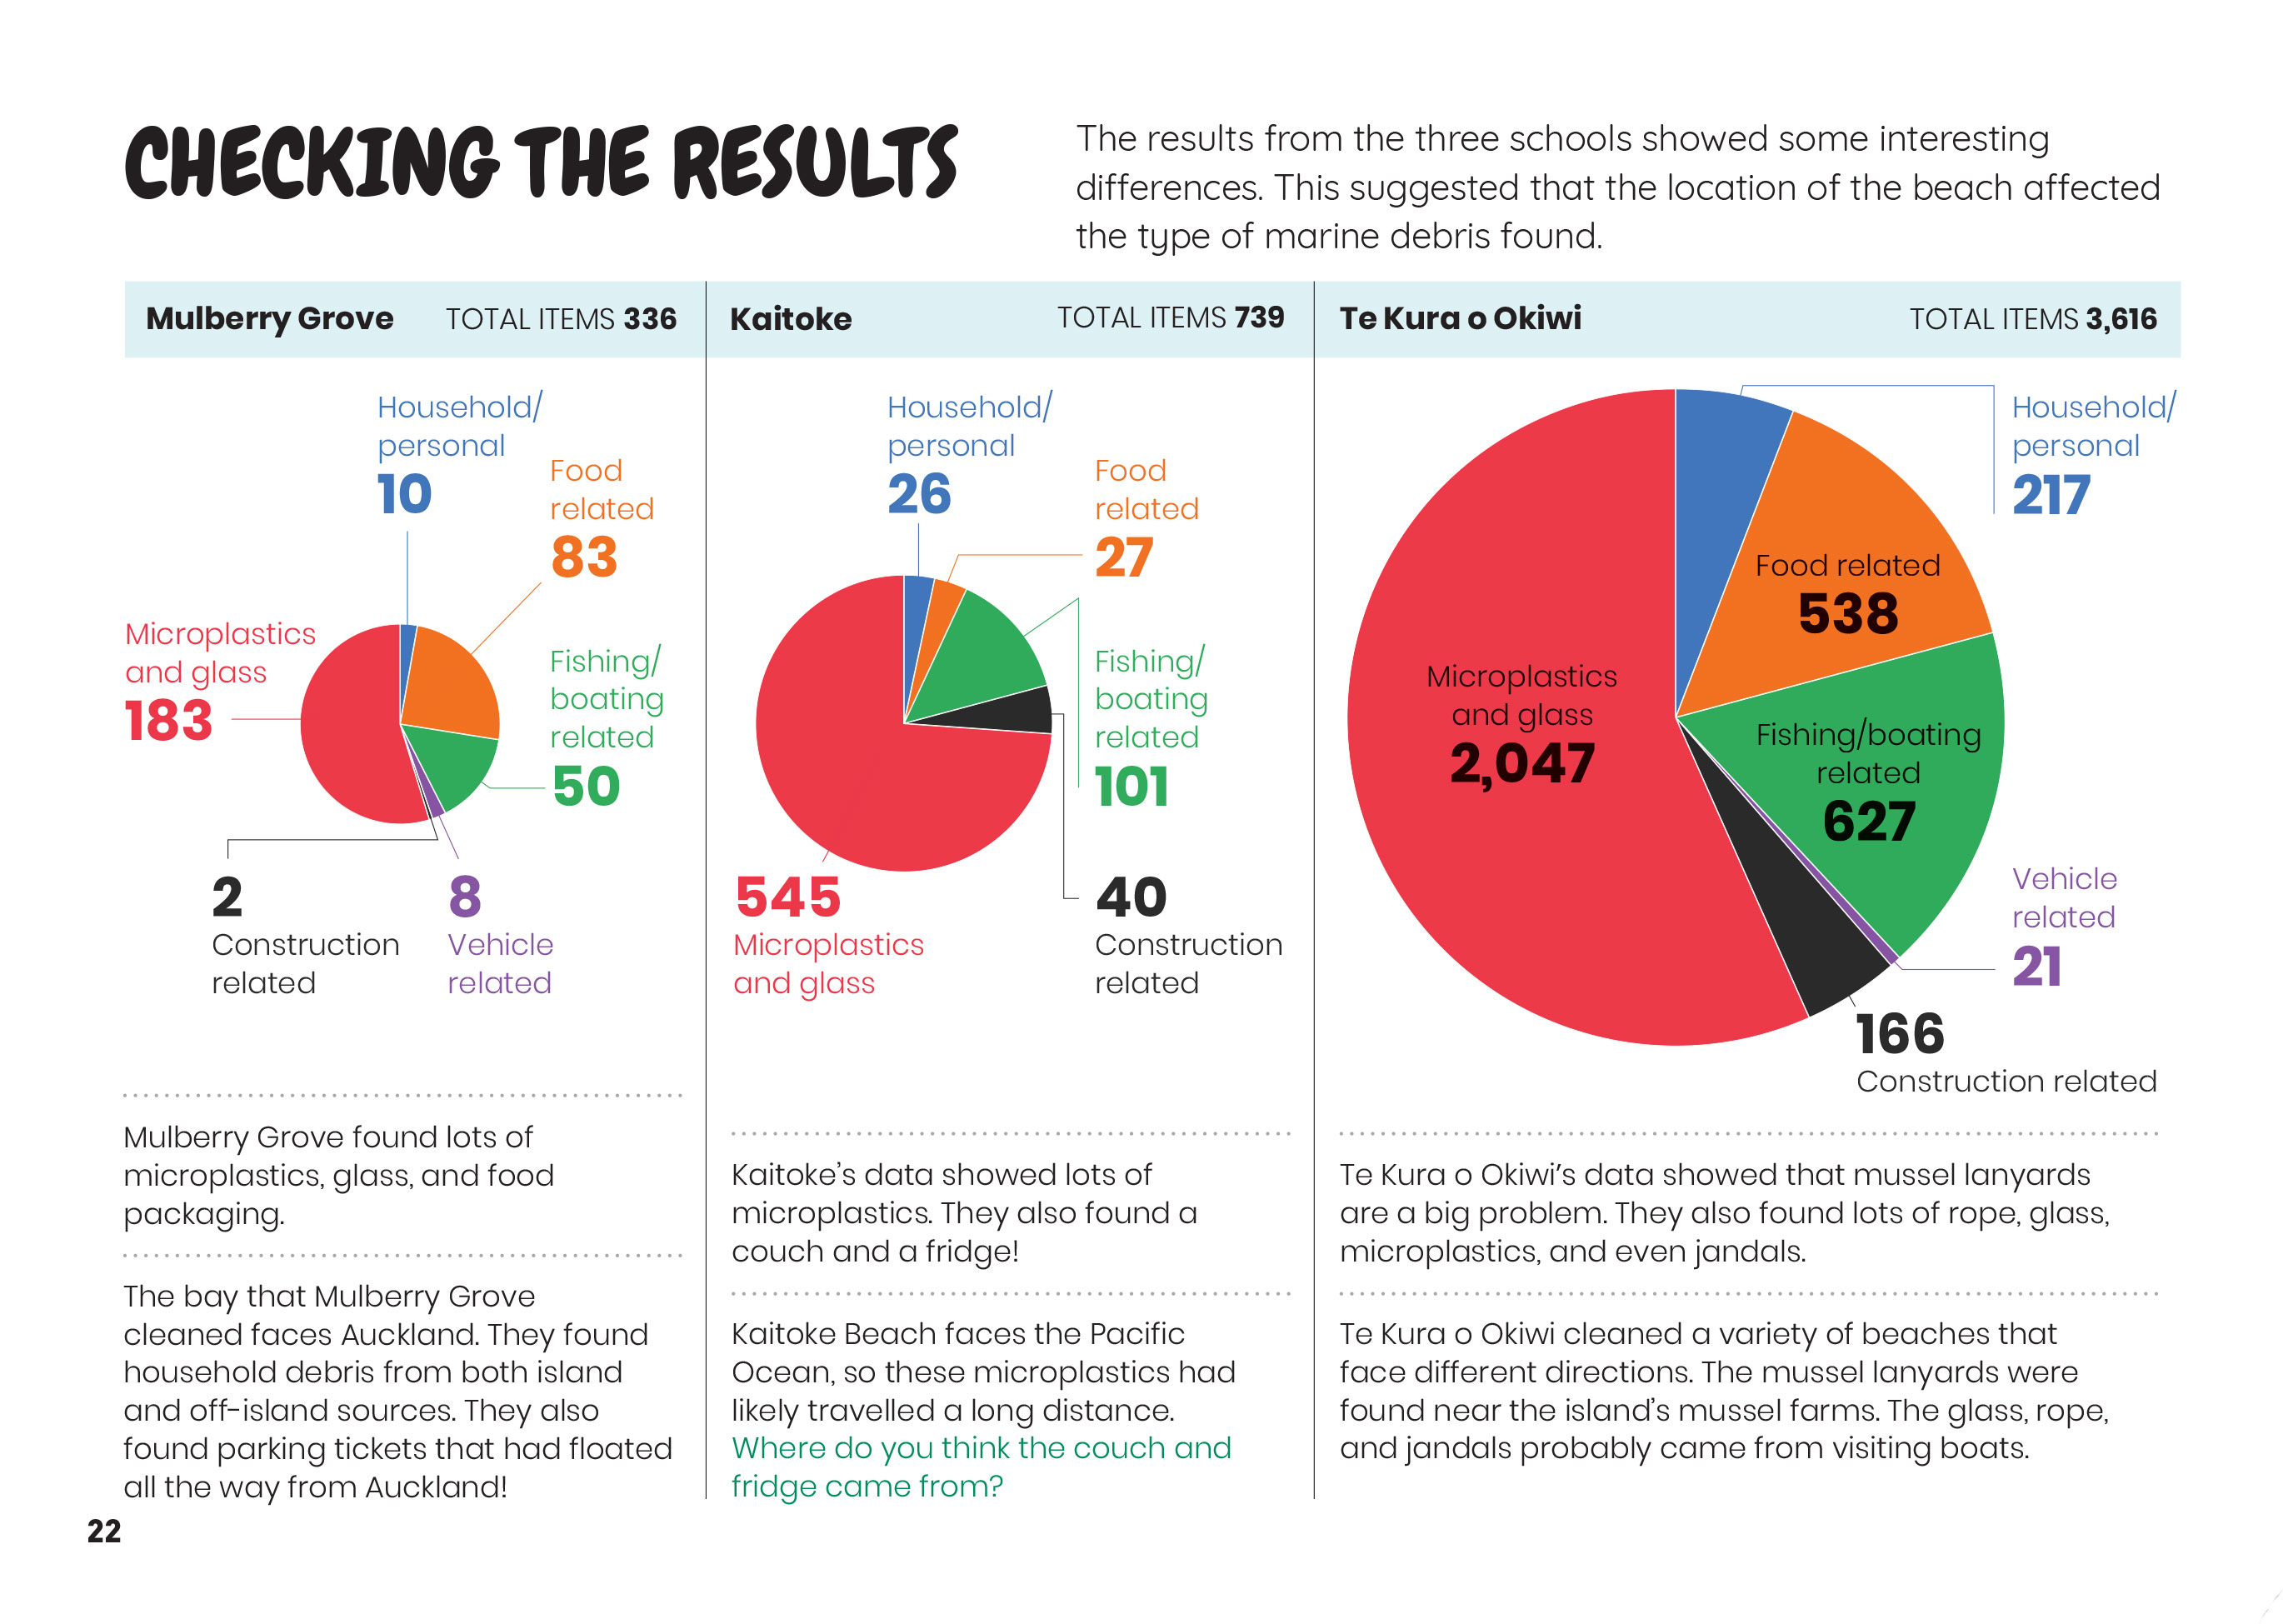 CHECKING THE RESULTS
The results from the three schools showed some interesting
differences. This suggested that the location of the beach affected
the type of marine debris found.
Mulberry Grove TOTAL ITEMS 336
Household/
personal
10
Food
related
83
Microplastics
and glass
183
Fishing/
boating
related
50
2
Construction
related
8
Vehicle
related
Mulberry Grove found lots of
microplastics, glass, and food
packaging.
The bay that Mulberry Grove
cleaned faces Auckland. They found
household debris from both island
and off-island sources. They also
found parking tickets that had floated
all the way from Auckland!
Kaitoke TOTAL ITEMS 739
Household/
personal
26
Food
related
27
Fishing/
boating
related
101
545
Microplastics
and glass
40
Construction
related
Kaitoke’s data showed lots of
microplastics. They also found a
couch and a fridge!
Kaitoke Beach faces the Pacific
Ocean, so these microplastics had
likely travelled a long distance.
Where do you think the couch and
fridge came from?
Te Kura o Okiwi TOTAL ITEMS 3,616
Household/
personal
217
Food related
538
Microplastics
and glass
2,047
Fishing/boating
related
627
Vehicle
related
21
166
Construction related
Te Kura o Okiwi’s data showed that mussel lanyards
are a big problem. They also found lots of rope, glass,
microplastics, and even jandals.
Te Kura o Okiwi cleaned a variety of beaches that
face different directions. The mussel lanyards were
found near the island’s mussel farms. The glass, rope,
and jandals probably came from visiting boats.
22